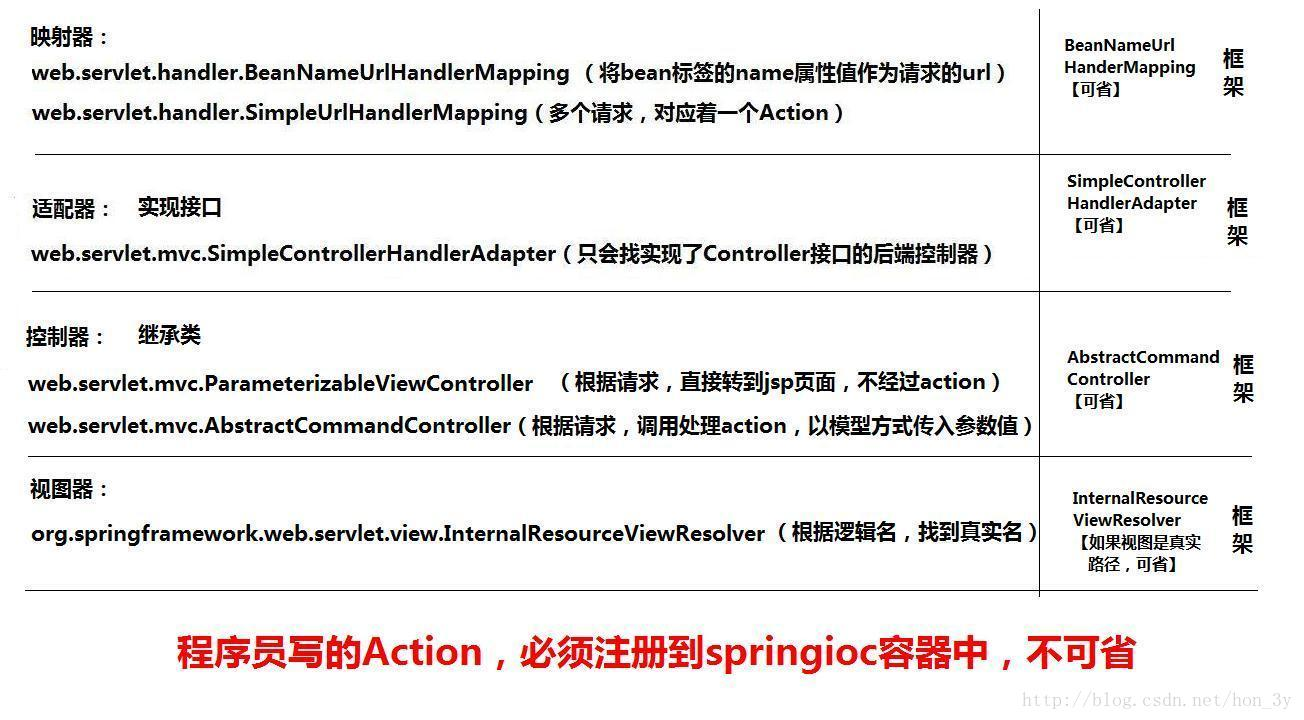 映射器：
web.servlet.handler.BeanNameUrlHandlerMapping （将bean标签的name属性值作为请求的url）
web.servlet.handler.SimpleUrlHandlerMapping（多个请求，对应着一个Action）
BeanNameUrl
HanderMapping
【可省】
框
架
适配器： 实现接口
web.servlet.mvc.SimpleControllerHandlerAdapter（只会找实现了Controller接口的后端控制器）
SimpleController
HandlerAdapter
【可省】
框
架
控制器： 继承类
web.servlet.mvc.ParameterizableViewController （根据请求，直接转到jsp页面，不经过action）
web.servlet.mvc.AbstractCommandController（根据请求，调用处理action，以模型方式传入参数值）
AbstractCommand
Controller
【可省】
框
架
视图器：
org.springframework.web.servlet.view.InternalResourceViewResolver （根据逻辑名，找到真实名）
InternalResource
ViewResolver
【如果视图是真实
路径，可省】
框
架
程序员写的Action，必须注册到springioc容器中，不可省
http://blog.csdn.net/hon_3y